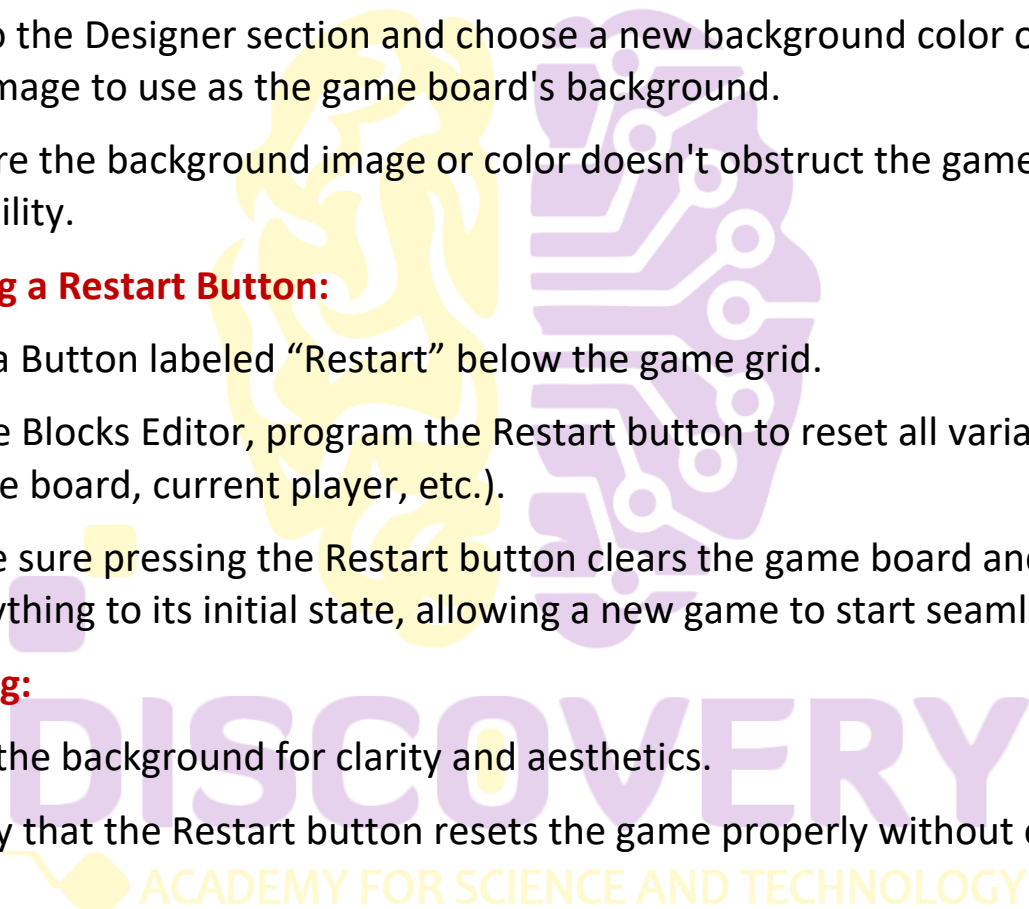 o the Designer section and choose a new background color o
mage to use as the game board's background.
re the background image or color doesn't obstruct the game
ility.
g a Restart Button:
a Button labeled “Restart” below the game grid.
e Blocks Editor, program the Restart button to reset all varia
e board, current player, etc.).
e sure pressing the Restart button clears the game board and
ything to its initial state, allowing a new game to start seaml
g:
the background for clarity and aesthetics.
y that the Restart button resets the game properly without e
DISCOVERY
ACADEMY FOR SCIENCE AND TECHNOLOGY